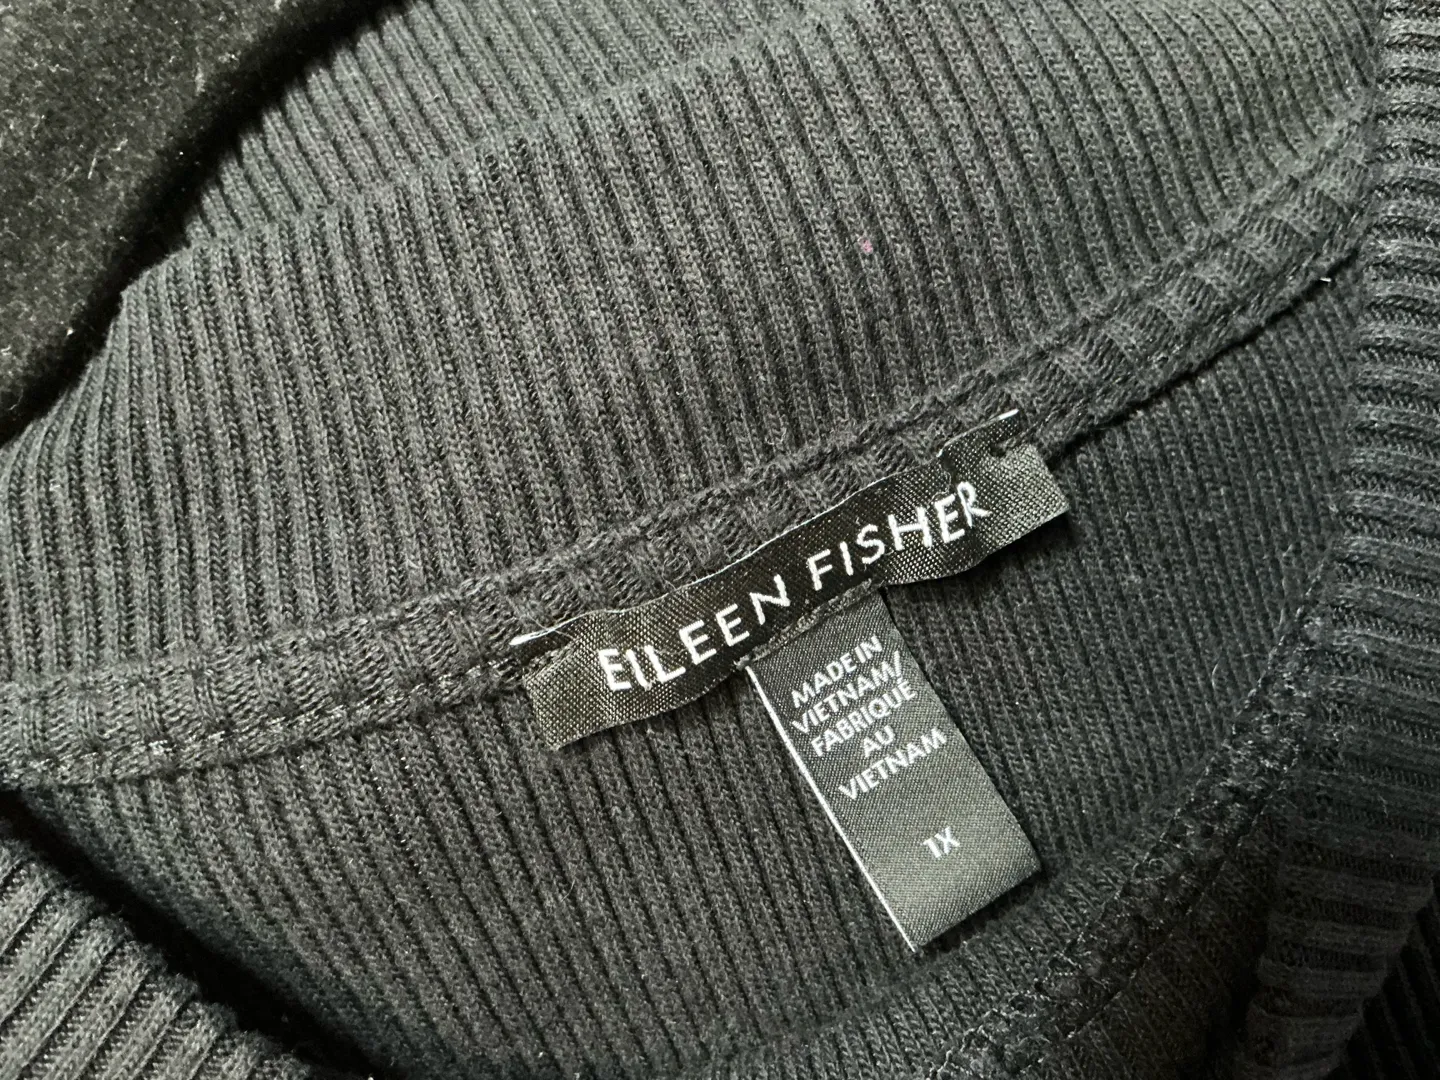 EILEEN FISHER
MADE IN
VIETNAM/
FABRIQUÉ
AU
VIETNAM
1X